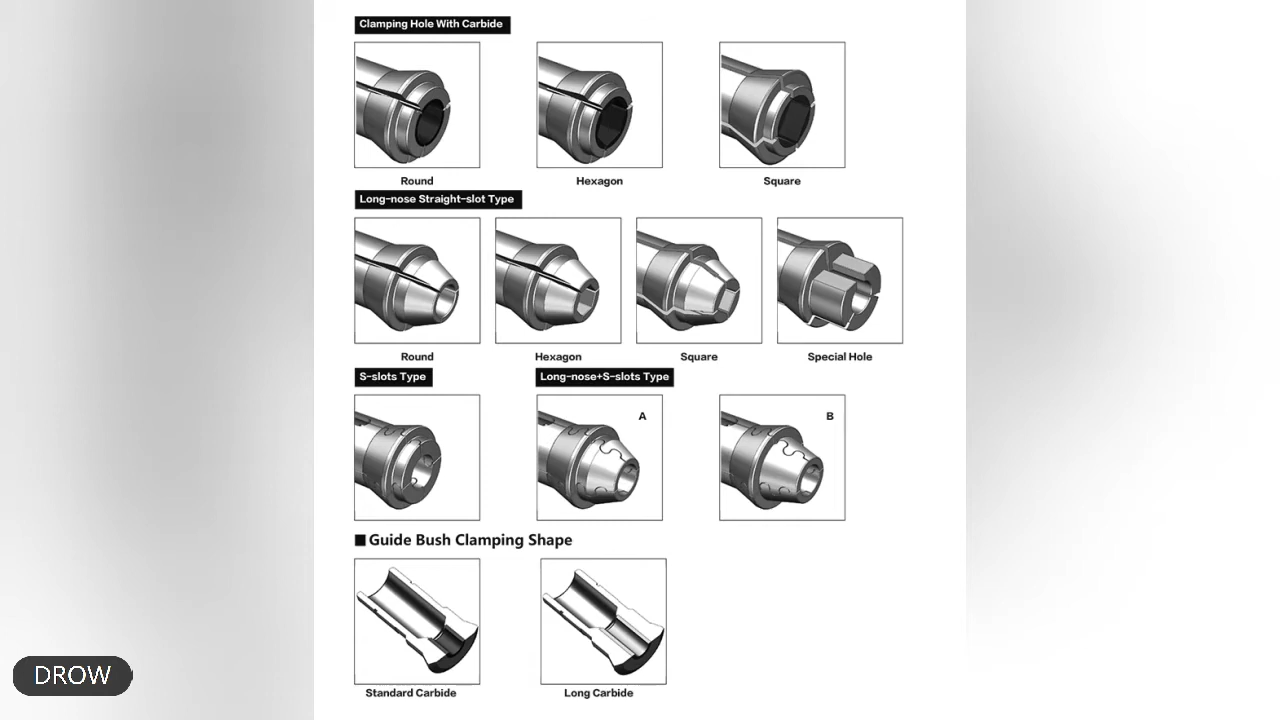 Clamping Hole With Carbide
Round
Hexagon
Square
Long-nose Straight-slot Type
Round
Hexagon
Square
Special Hole
S-slots Type
Long-nose+S-slots Type
A
B
Guide Bush Clamping Shape
Standard Carbide
Long Carbide
DROW